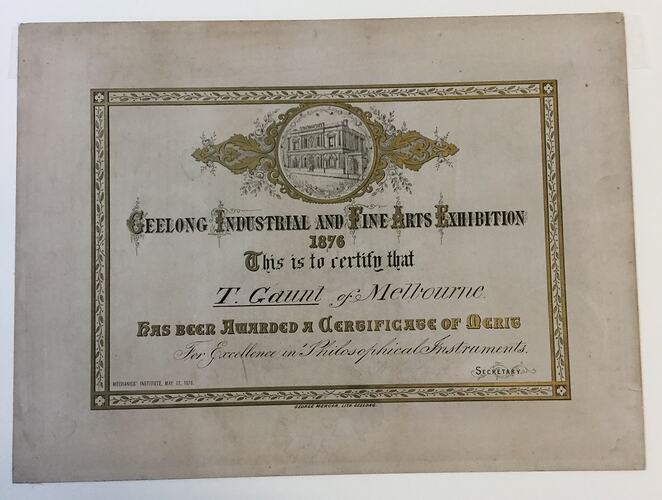 GEELONG INDUSTRIAL AND FINE ARTS EXHIBITION
1876
This is to certify that
T. Gaunt of Melbourne.
HAS BEEN AWARDED A CERTIFICATE OF MERIT
For Excellence in Philosophical Instruments.
SECRETARY.
MECHANICS' INSTITUTE, MAY 17, 1876.
GEORGE MERCER, LITH. GEELONG.